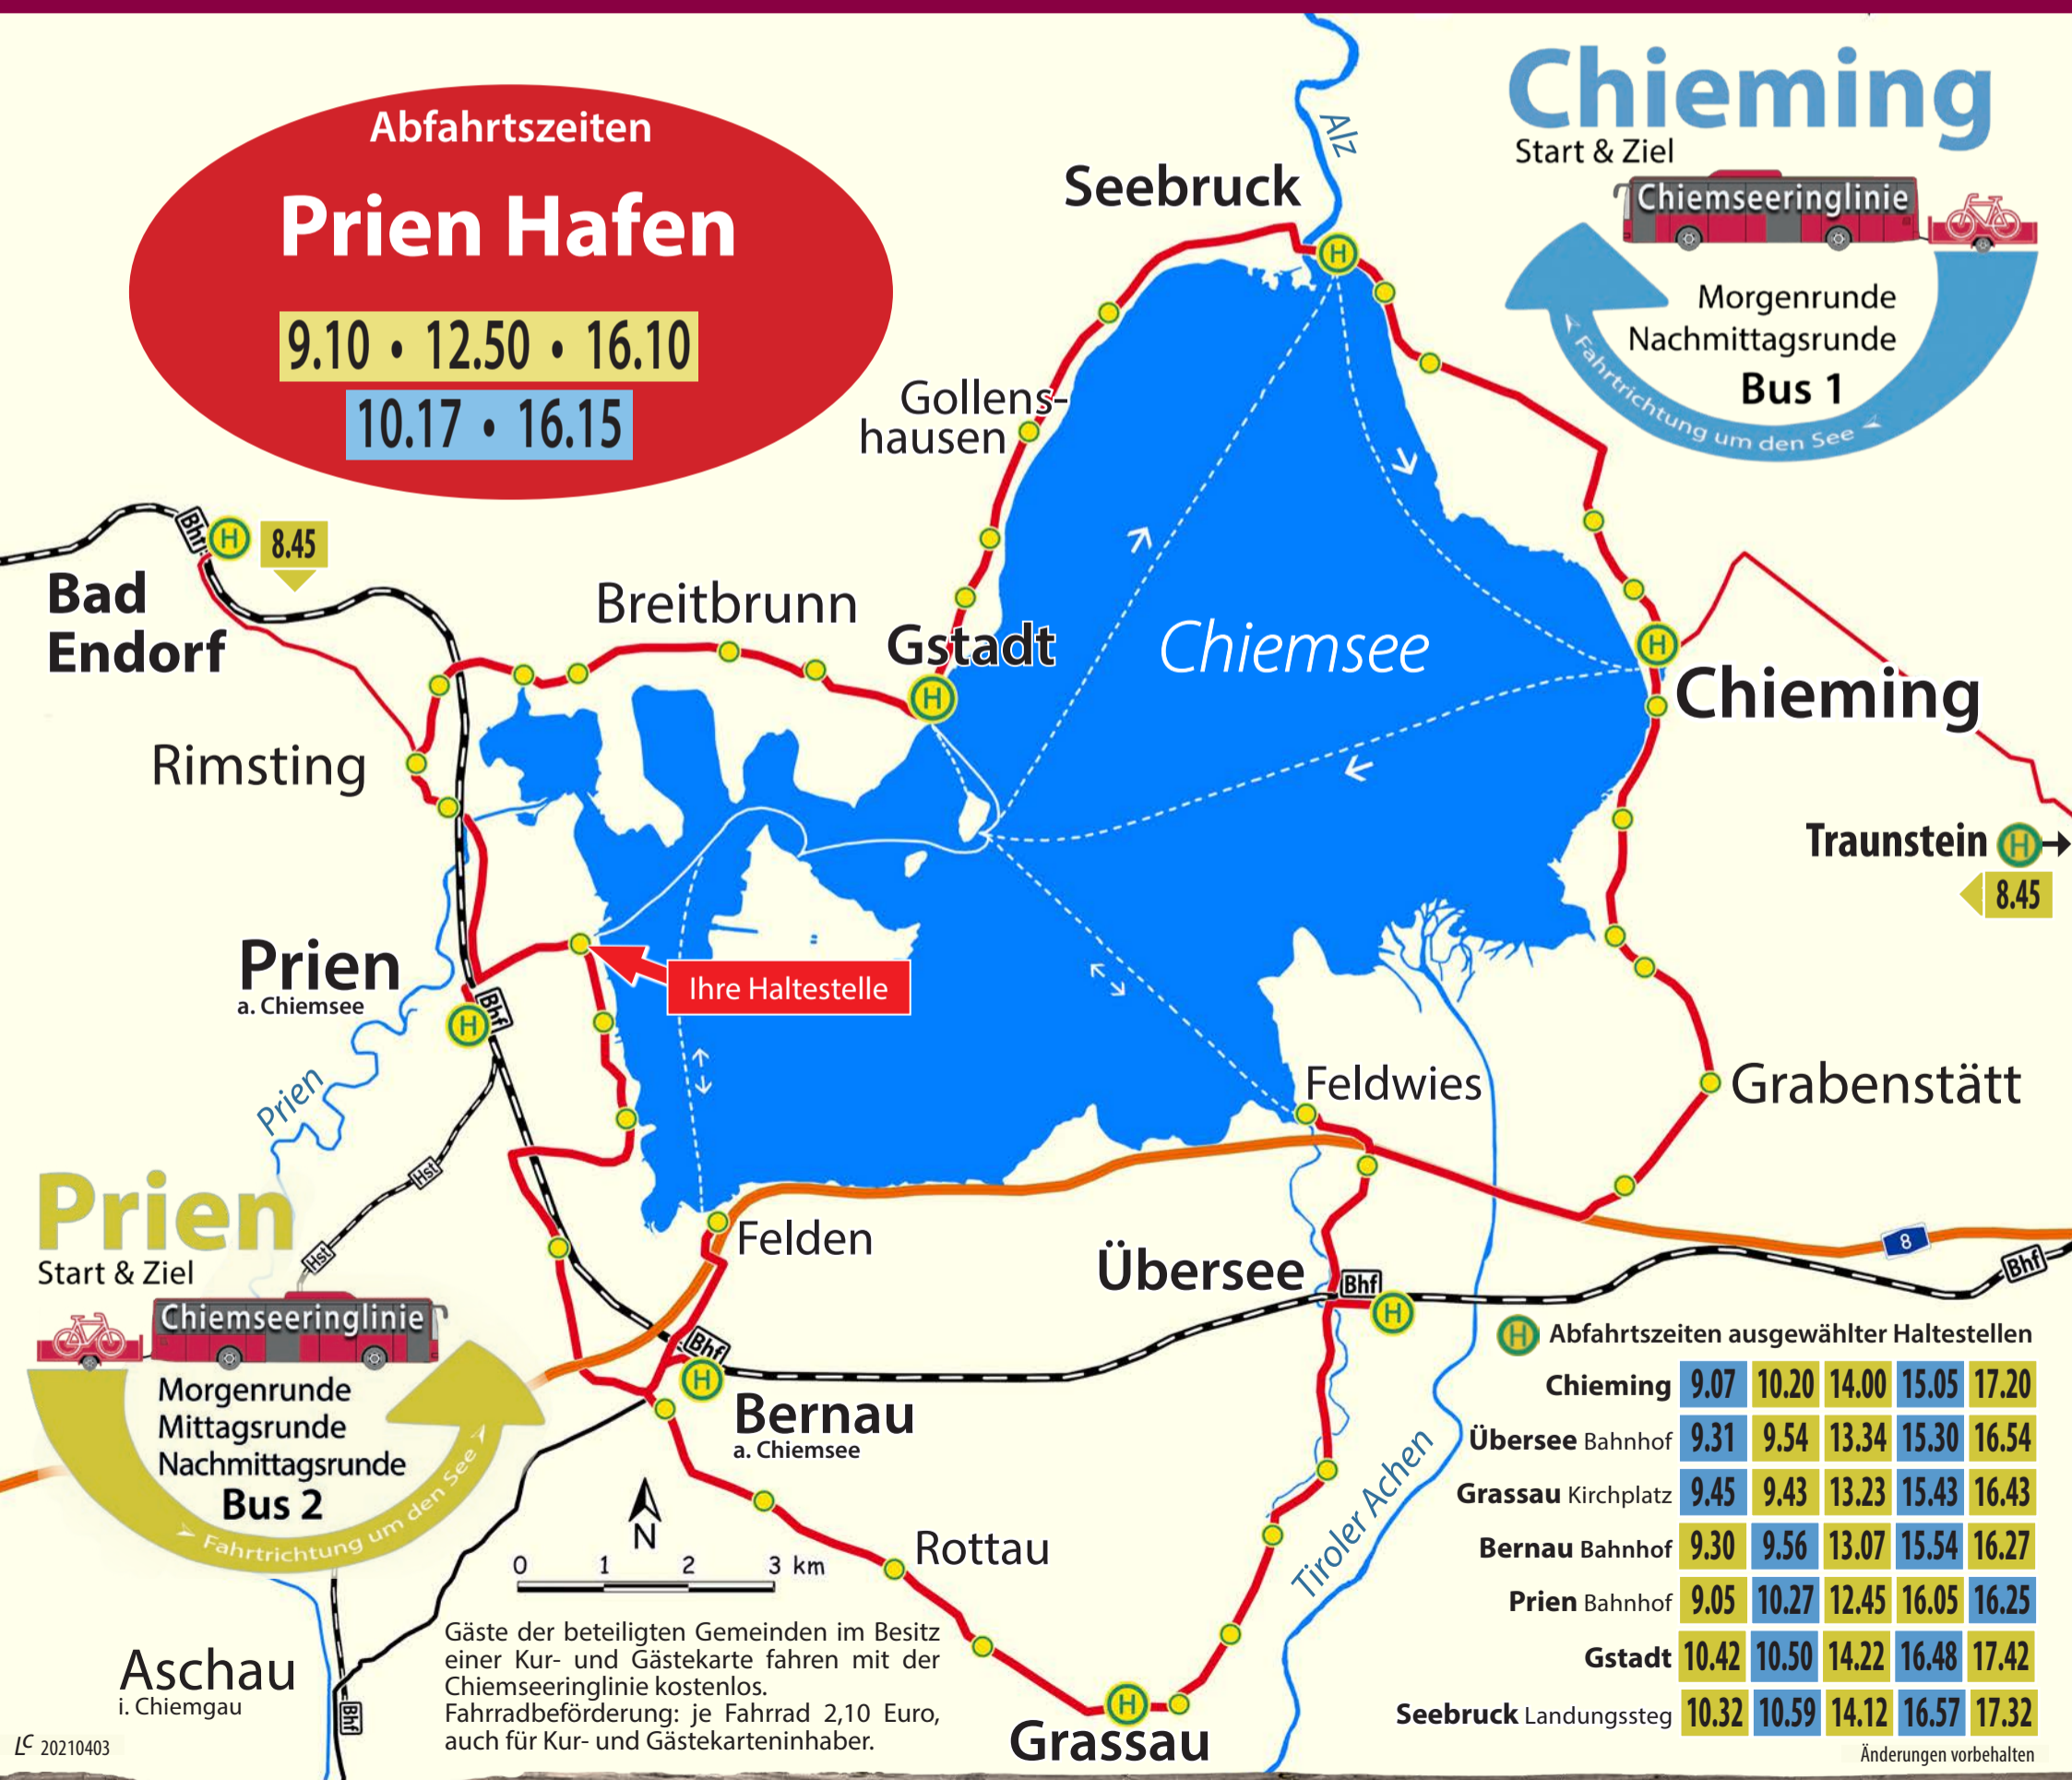 Abfahrtszeiten
Prien Hafen
9.10 • 12.50 • 16.10
10.17 • 16.15
Chieming
Start & Ziel
Chiemseeringlinie
Morgenrunde
Nachmittagsrunde
Bus 1
Fahrtrichtung um den See
Alz
Seebruck
H
Gollens-
hausen
Bhf
H
8.45
Bad
Endorf
Breitbrunn
Gstadt
H
Chiemsee
H
Chieming
Rimsting
Traunstein H
8.45
Prien
a. Chiemsee
Bhf
H
Ihre Haltestelle
Prien
Feldwies
Grabenstätt
Hst
Hst
Felden
Übersee
Bhf
H
8
Bhf
Prien
Start & Ziel
Chiemseeringlinie
Morgenrunde
Mittagsrunde
Nachmittagsrunde
Bus 2
Fahrtrichtung um den See
Bhf
H
Bernau
a. Chiemsee
N
0 1 2 3 km
Rottau
Tiroler Achen
H
Grassau
Aschau
i. Chiemgau
Bhf
Gäste der beteiligten Gemeinden im Besitz
einer Kur- und Gästekarte fahren mit der
Chiemseeringlinie kostenlos.
Fahrradbeförderung: je Fahrrad 2,10 Euro,
auch für Kur- und Gästekarteninhaber.
LC 20210403
H Abfahrtszeiten ausgewählter Haltestellen
Chieming 9.07 10.20 14.00 15.05 17.20
Übersee Bahnhof 9.31 9.54 13.34 15.30 16.54
Grassau Kirchplatz 9.45 9.43 13.23 15.43 16.43
Bernau Bahnhof 9.30 9.56 13.07 15.54 16.27
Prien Bahnhof 9.05 10.27 12.45 16.05 16.25
Gstadt 10.42 10.50 14.22 16.48 17.42
Seebruck Landungssteg 10.32 10.59 14.12 16.57 17.32
Änderungen vorbehalten